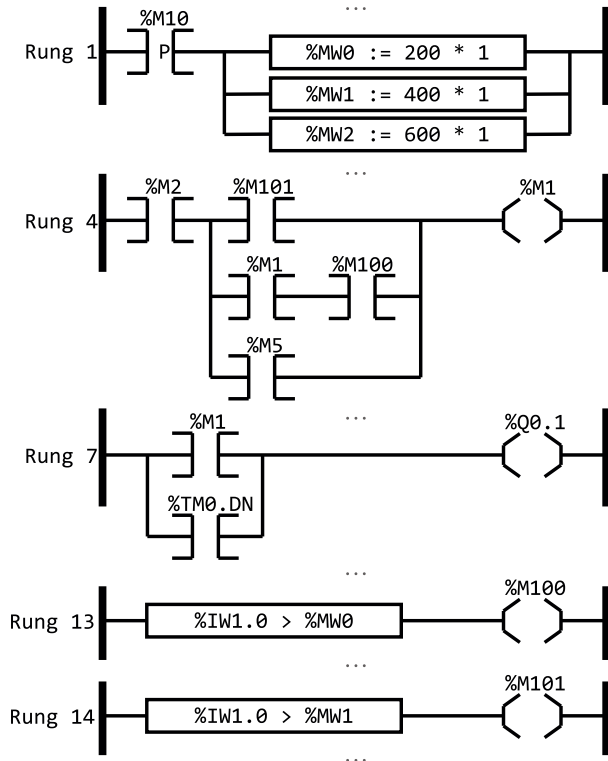 ...
%M10
Rung 1
P
%MW0 := 200 * 1
%MW1 := 400 * 1
%MW2 := 600 * 1
...
%M2 %M101 %M1
Rung 4
%M1 %M100
%M5
...
%M1 %Q0.1
Rung 7
%TM0.DN
...
%M100
Rung 13 %IW1.0 > %MW0
...
%M101
Rung 14 %IW1.0 > %MW1
...